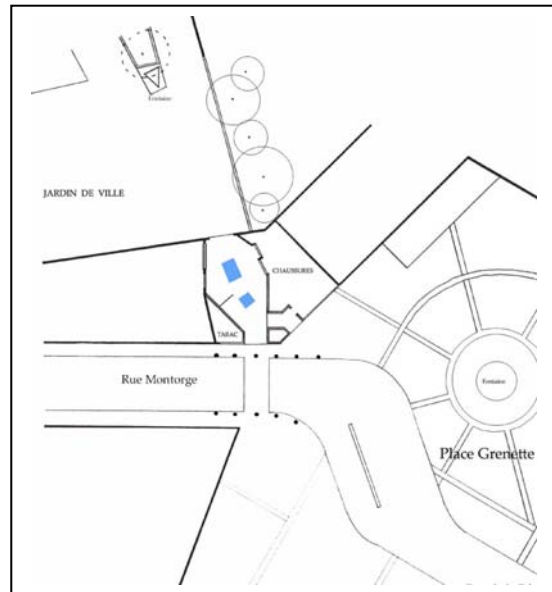 Fontaine
JARDIN DE VILLE
CHAUSSURES
TABAC
Rue Montorge
Fontaine
Place Grenette